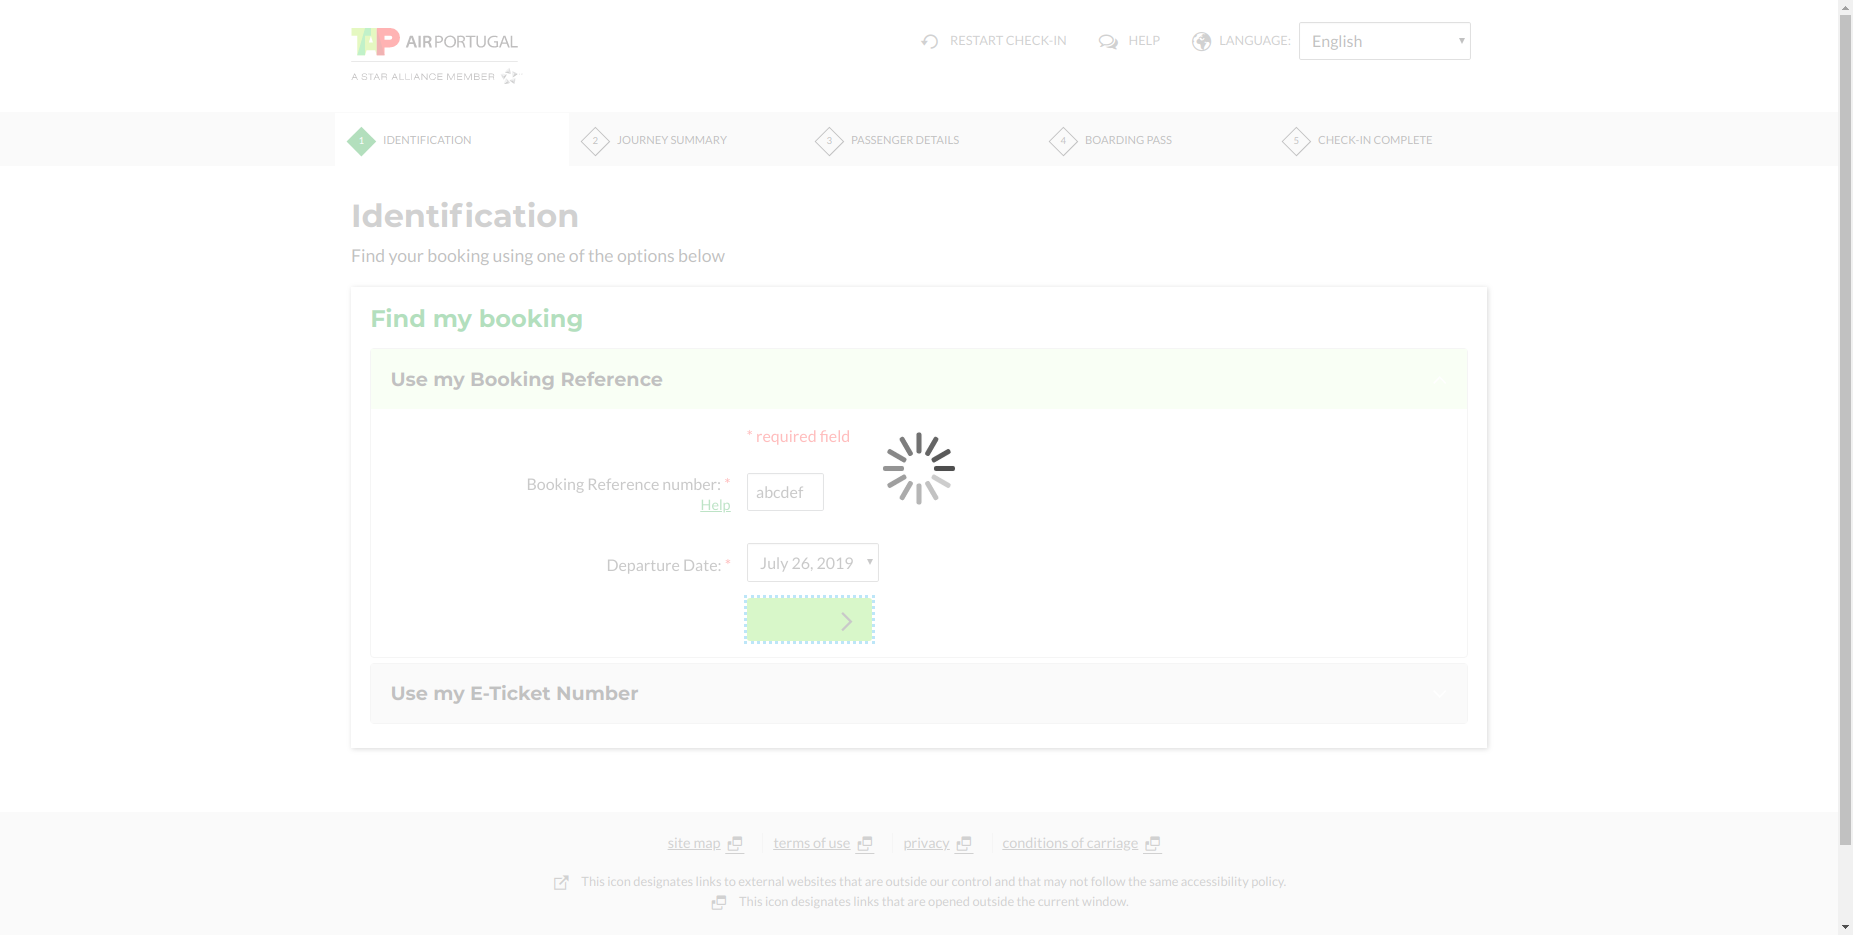 TAP AIRPORTUGAL
A STAR ALLIANCE MEMBER
RESTART CHECK-IN
HELP
LANGUAGE:
English
1 IDENTIFICATION
2 JOURNEY SUMMARY
3 PASSENGER DETAILS
4 BOARDING PASS
5 CHECK-IN COMPLETE
Identification
Find your booking using one of the options below
Find my booking
Use my Booking Reference
* required field
Booking Reference number: *
abcdef
Help
Departure Date: *
July 26, 2019
Use my E-Ticket Number
site map
terms of use
privacy
conditions of carriage
This icon designates links to external websites that are outside our control and that may not follow the same accessibility policy.
This icon designates links that are opened outside the current window.